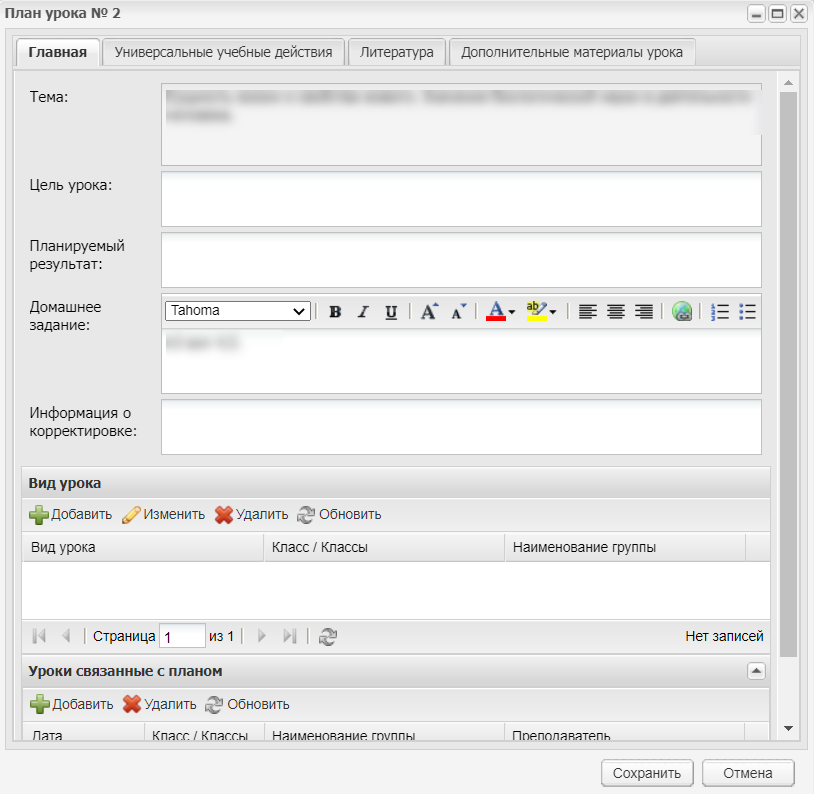 План урока № 2
Главная Универсальные учебные действия Литература Дополнительные материалы урока
Тема:
Цель урока:
Планируемый
результат:
Домашнее
задание:
Tahoma B I U A A A ab
Информация о
корректировке:
Вид урока
Добавить Изменить Удалить Обновить
Вид урока Класс / Классы Наименование группы
Страница 1 из 1 Нет записей
Уроки связанные с планом
Добавить Удалить Обновить
Дата Класс / Классы Наименование группы Преподаватель
Сохранить Отмена